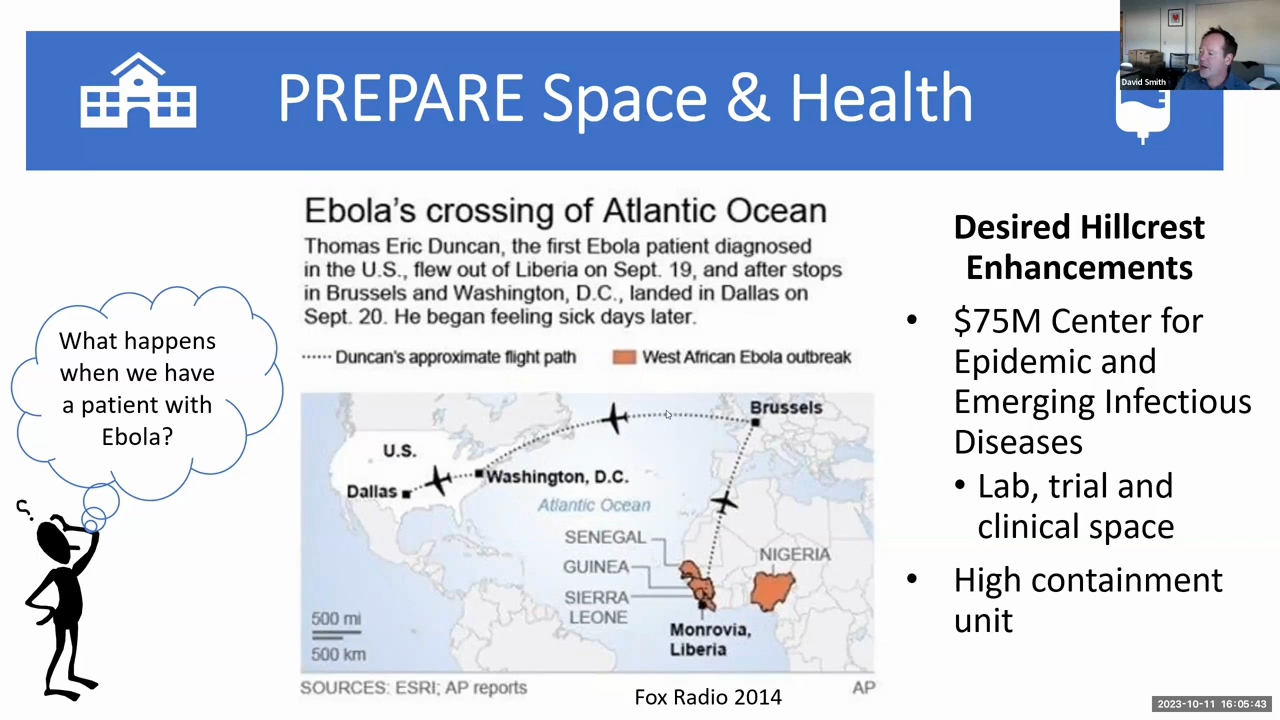 PREPARE Space & Health
David Smith
Ebola's crossing of Atlantic Ocean
Thomas Eric Duncan, the first Ebola patient diagnosed
in the U.S., flew out of Liberia on Sept. 19, and after stops
in Brussels and Washington, D.C., landed in Dallas on
Sept. 20. He began feeling sick days later.
Duncan's approximate flight path
West African Ebola outbreak
What happens
when we have
a patient with
Ebola?
?
Brussels
U.S.
Washington, D.C.
Dallas
Atlantic Ocean
SENEGAL
GUINEA
SIERRA
LEONE
NIGERIA
Monrovia,
Liberia
500 mi
500 km
SOURCES: ESRI; AP reports
AP
Fox Radio 2014
Desired Hillcrest
Enhancements
• $75M Center for
Epidemic and
Emerging Infectious
Diseases
• Lab, trial and
clinical space
• High containment
unit
2023-10-11 16:05:43